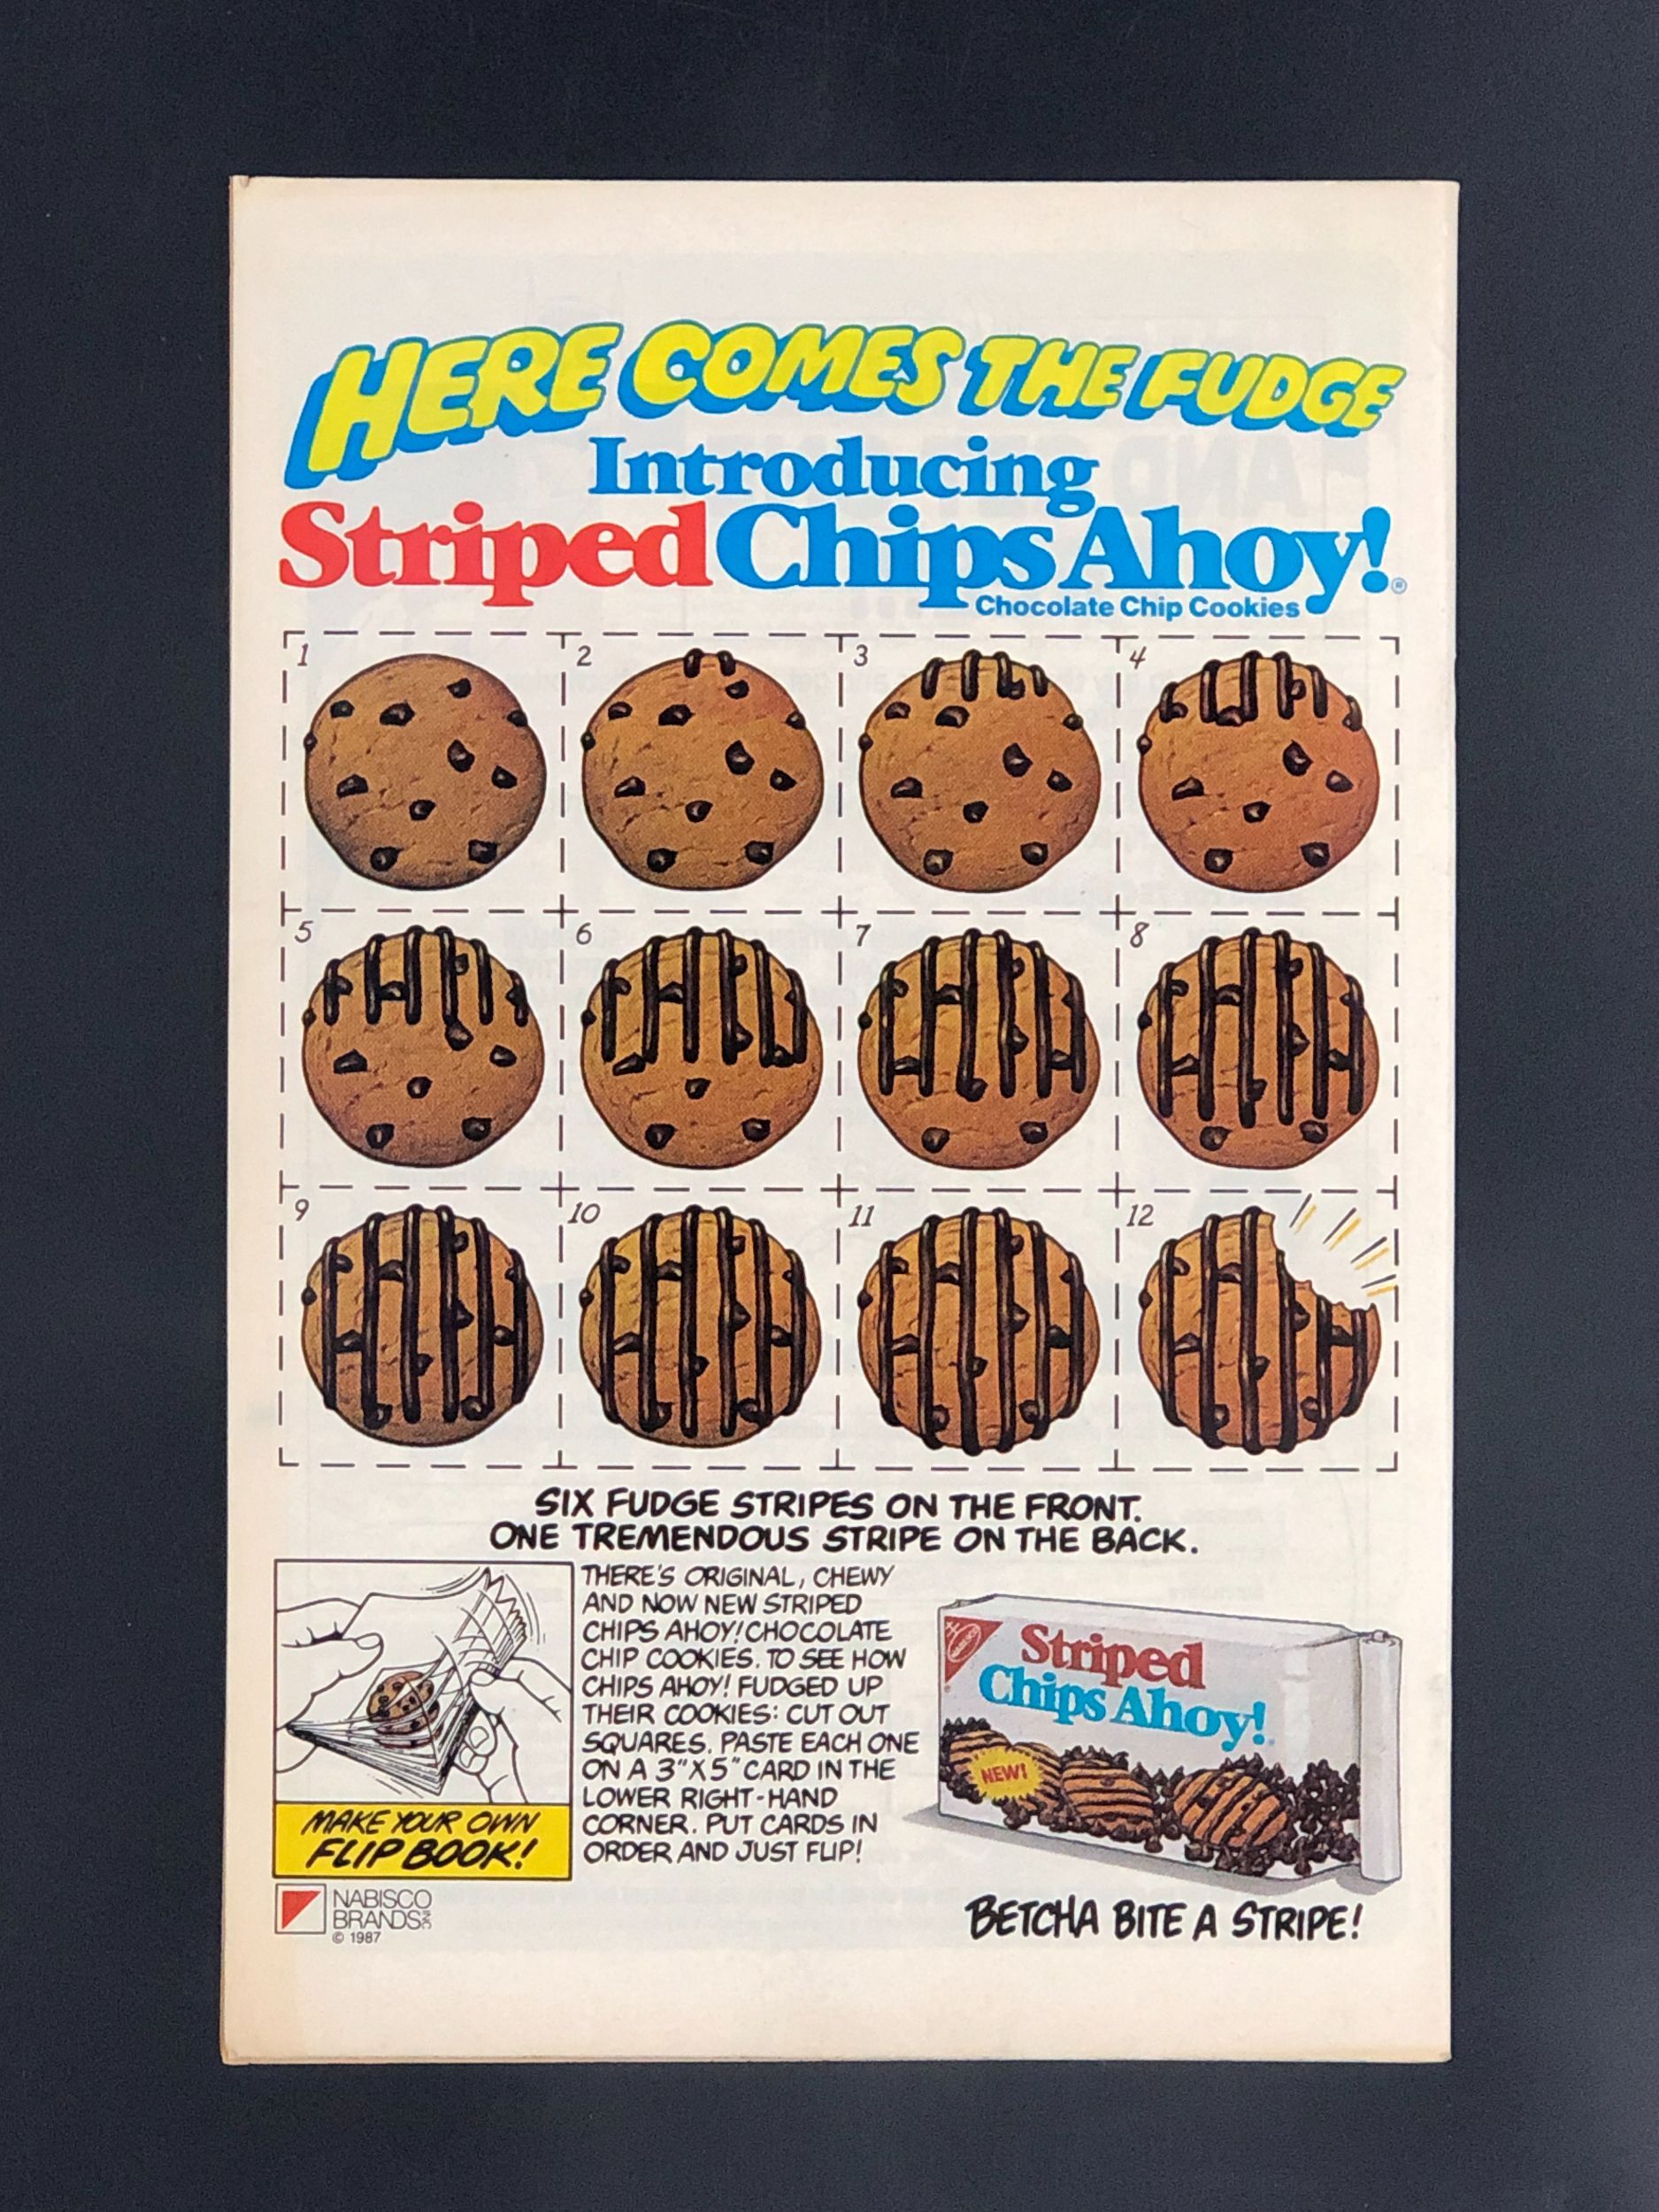 HERE COMES THE FUDGE
Introducing
Striped Chips Ahoy!®
Chocolate Chip Cookies
1
2
3
4
5
6
7
8
9
10
11
12
SIX FUDGE STRIPES ON THE FRONT.
ONE TREMENDOUS STRIPE ON THE BACK.
MAKE YOUR OWN
FLIP BOOK!
THERE'S ORIGINAL, CHEWY
AND NOW NEW STRIPED
CHIPS AHOY! CHOCOLATE
CHIP COOKIES. TO SEE HOW
CHIPS AHOY! FUDGED UP
THEIR COOKIES: CUT OUT
SQUARES. PASTE EACH ONE
ON A 3"X5" CARD IN THE
LOWER RIGHT-HAND
CORNER. PUT CARDS IN
ORDER AND JUST FLIP!
NABISCO
Striped
Chips Ahoy!
NEW!
BETCHA BITE A STRIPE!
NABISCO
BRANDS INC
© 1987